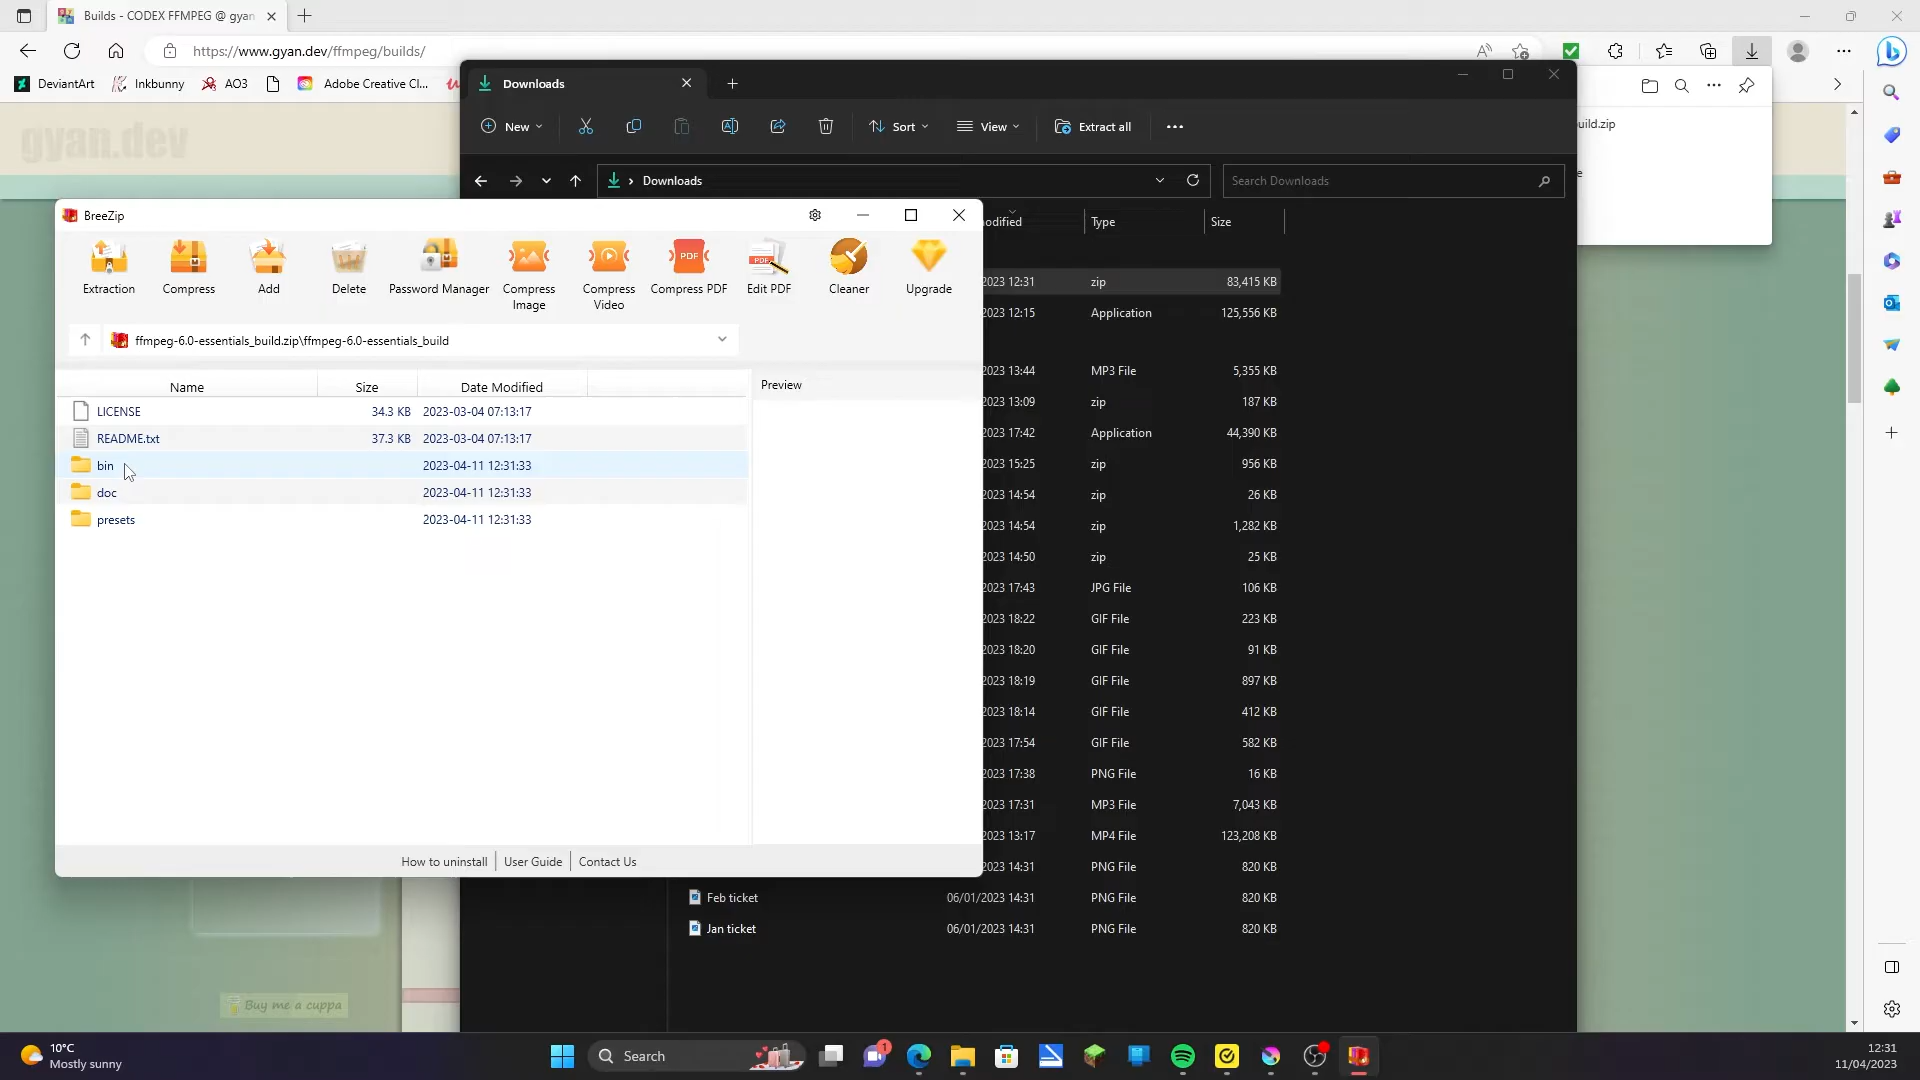 Builds - CODEX FFMPEG @ gyan
https://www.gyan.dev/ffmpeg/builds/
DeviantArt
Inkbunny
AO3
Adobe Creative Cl...
gyan.dev
Downloads
New
Sort
View
Extract all
Downloads
Search Downloads
uild.zip
e
BreeZip
Extraction
Compress
Add
Delete
Password Manager
Compress Image
Compress Video
Compress PDF
Edit PDF
Cleaner
Upgrade
ffmpeg-6.0-essentials_build.zip\ffmpeg-6.0-essentials_build
Name Size Date Modified
Preview
LICENSE 34.3 KB 2023-03-04 07:13:17
README.txt 37.3 KB 2023-03-04 07:13:17
bin 2023-04-11 12:31:33
doc 2023-04-11 12:31:33
presets 2023-04-11 12:31:33
How to uninstall
User Guide
Contact Us
odified Type Size
2023 12:31 zip 83,415 KB
2023 12:15 Application 125,556 KB
2023 13:44 MP3 File 5,355 KB
2023 13:09 zip 187 KB
2023 17:42 Application 44,390 KB
2023 15:25 zip 956 KB
2023 14:54 zip 26 KB
2023 14:54 zip 1,282 KB
2023 14:50 zip 25 KB
2023 17:43 JPG File 106 KB
2023 18:22 GIF File 223 KB
2023 18:20 GIF File 91 KB
2023 18:19 GIF File 897 KB
2023 18:14 GIF File 412 KB
2023 17:54 GIF File 582 KB
2023 17:38 PNG File 16 KB
2023 17:31 MP3 File 7,043 KB
2023 13:17 MP4 File 123,208 KB
2023 14:31 PNG File 820 KB
Feb ticket 06/01/2023 14:31 PNG File 820 KB
Jan ticket 06/01/2023 14:31 PNG File 820 KB
Buy me a cuppa
10°C
Mostly sunny
Search
1
12:31
11/04/2023